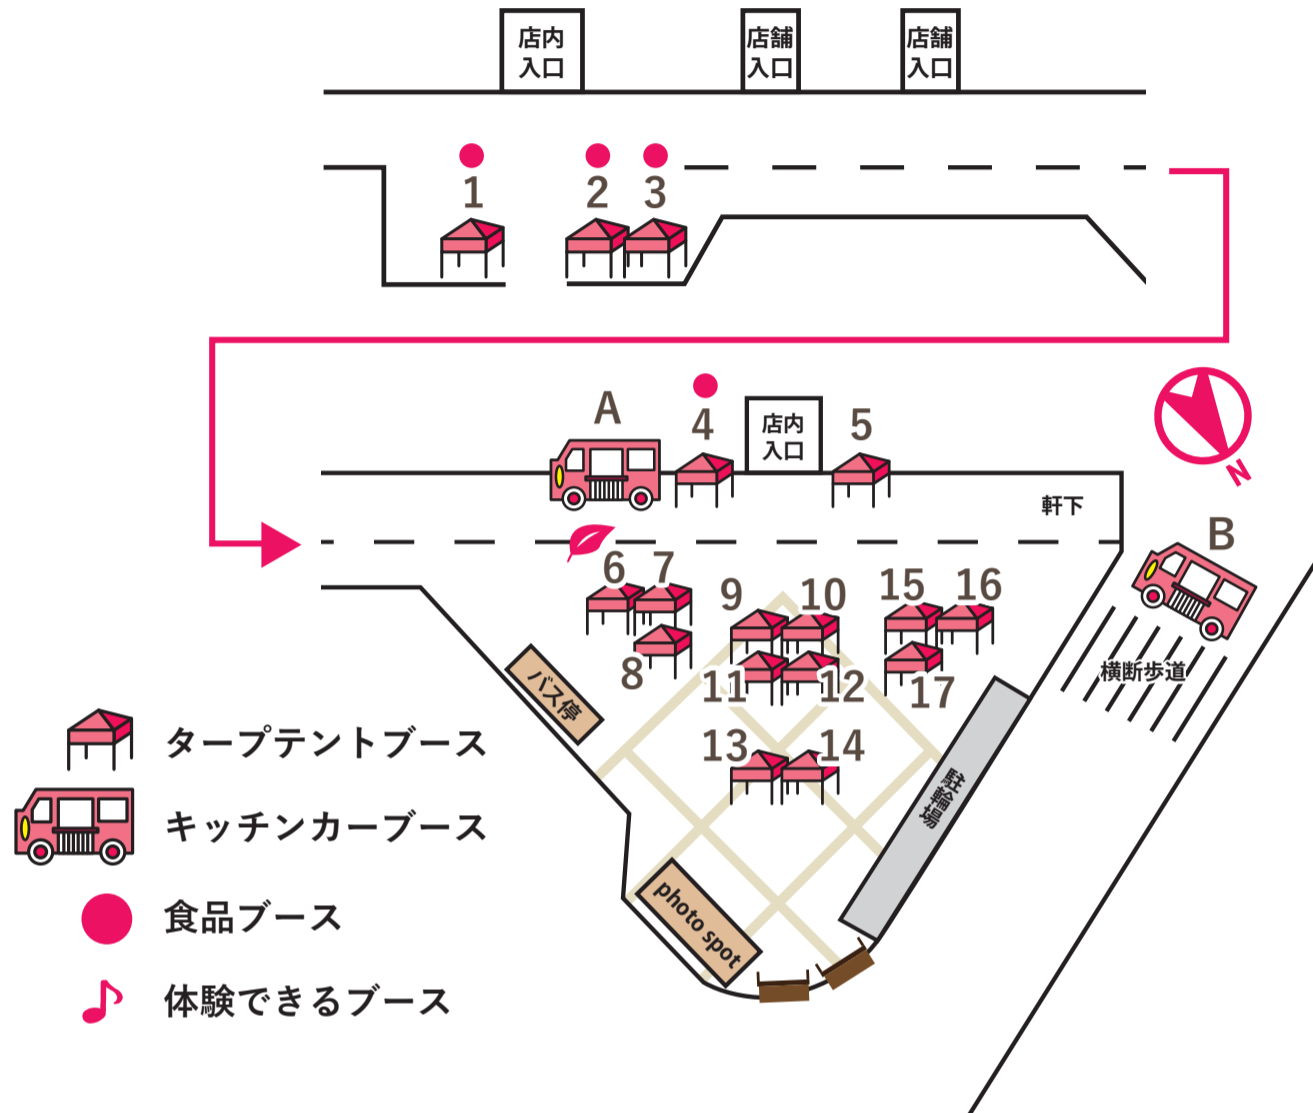 店内
入口
店舗
入口
店舗
入口
1
2
3
A
4
店内
入口
5
軒下
N
B
6
7
8
9
10
11
12
13
14
15
16
17
横断歩道
バス停
駐輪場
photo spot
タープテントブース
キッチンカーブース
食品ブース
体験できるブース